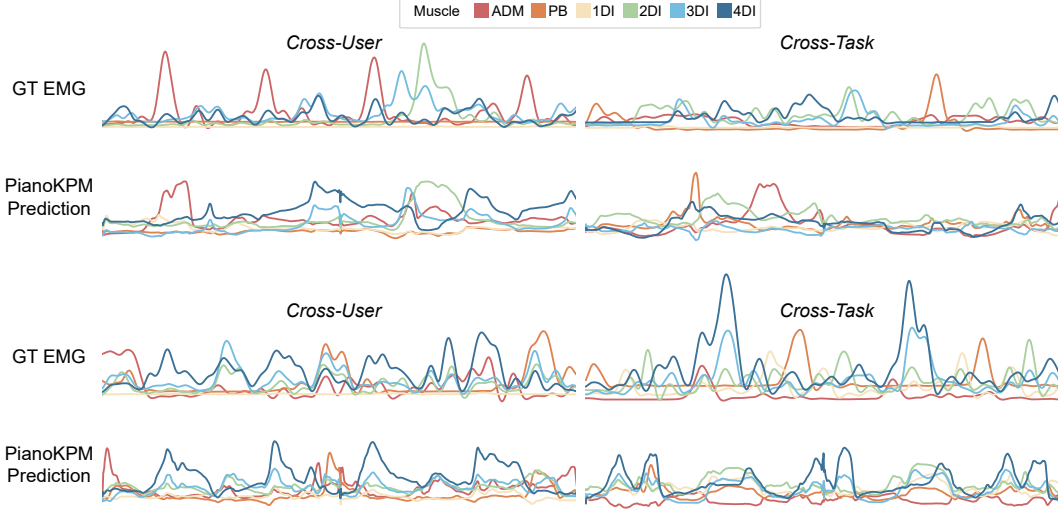 Muscle ADM PB 1DI 2DI 3DI 4DI
Cross-User Cross-Task
GT EMG
PianoKPM
Prediction
Cross-User Cross-Task
GT EMG
PianoKPM
Prediction